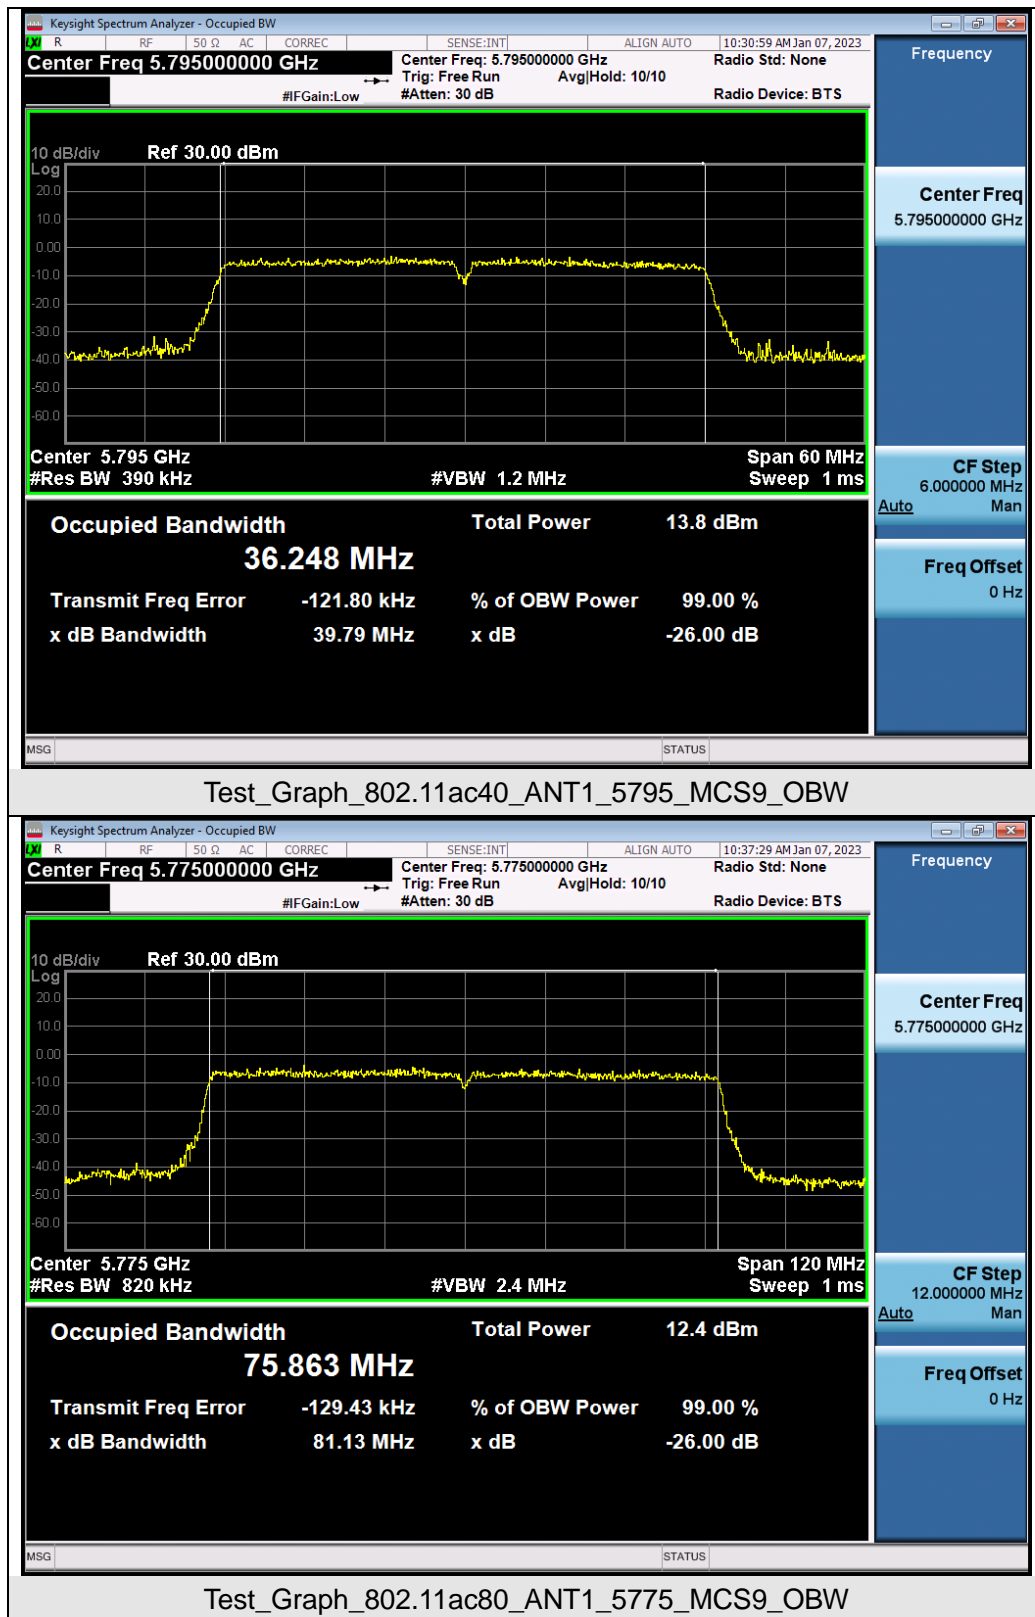 Keysight Spectrum Analyzer - Occupied BW
LXI R RF 50 Ω AC CORREC SENSE:INT ALIGN AUTO 10:30:59 AM Jan 07, 2023
Center Freq 5.795000000 GHz
Center Freq: 5.795000000 GHz
Radio Std: None
Trig: Free Run Avg|Hold: 10/10
#IFGain:Low #Atten: 30 dB Radio Device: BTS
10 dB/div Ref 30.00 dBm
Log
20.0
10.0
0.00
-10.0
-20.0
-30.0
-40.0
-50.0
-60.0
Center 5.795 GHz Span 60 MHz
#Res BW 390 kHz #VBW 1.2 MHz Sweep 1 ms
Occupied Bandwidth Total Power 13.8 dBm
36.248 MHz
Transmit Freq Error -121.80 kHz % of OBW Power 99.00 %
x dB Bandwidth 39.79 MHz x dB -26.00 dB
MSG STATUS
Frequency
Center Freq
5.795000000 GHz
CF Step
6.000000 MHz
Auto Man
Freq Offset
0 Hz
Test_Graph_802.11ac40_ANT1_5795_MCS9_OBW
Keysight Spectrum Analyzer - Occupied BW
LXI R RF 50 Ω AC CORREC SENSE:INT ALIGN AUTO 10:37:29 AM Jan 07, 2023
Center Freq 5.775000000 GHz
Center Freq: 5.775000000 GHz
Radio Std: None
Trig: Free Run Avg|Hold: 10/10
#IFGain:Low #Atten: 30 dB Radio Device: BTS
10 dB/div Ref 30.00 dBm
Log
20.0
10.0
0.00
-10.0
-20.0
-30.0
-40.0
-50.0
-60.0
Center 5.775 GHz Span 120 MHz
#Res BW 820 kHz #VBW 2.4 MHz Sweep 1 ms
Occupied Bandwidth Total Power 12.4 dBm
75.863 MHz
Transmit Freq Error -129.43 kHz % of OBW Power 99.00 %
x dB Bandwidth 81.13 MHz x dB -26.00 dB
MSG STATUS
Frequency
Center Freq
5.775000000 GHz
CF Step
12.000000 MHz
Auto Man
Freq Offset
0 Hz
Test_Graph_802.11ac80_ANT1_5775_MCS9_OBW